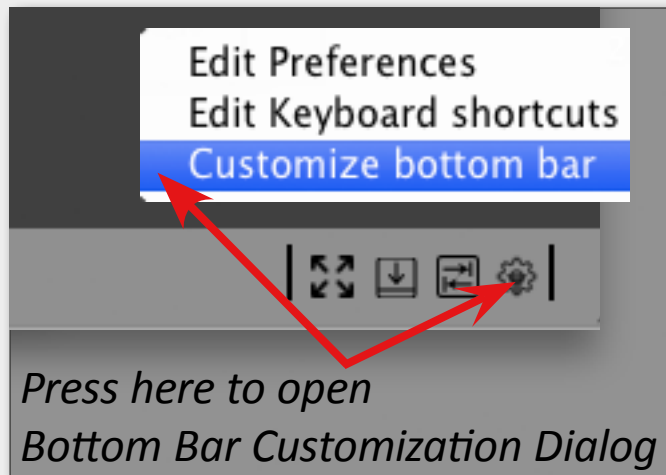 Edit Preferences
Edit Keyboard shortcuts
Customize bottom bar
Press here to open
Bottom Bar Customization Dialog